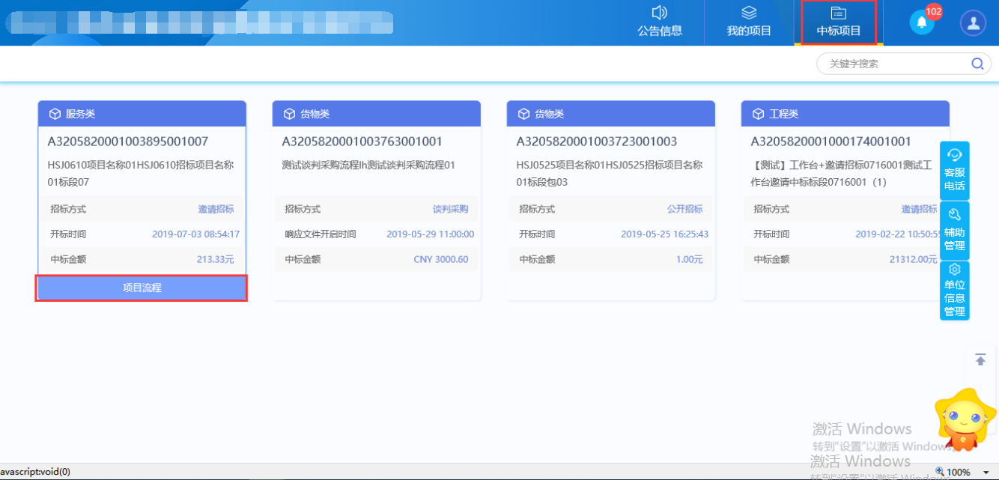 公告信息
我的项目
中标项目
102
关键字搜索
服务类
A3205820001003895001007
HSJ0610项目名称01HSJ0610招标项目名称
01标段07
招标方式 邀请招标
开标时间 2019-07-03 08:54:17
中标金额 213.33元
项目流程
货物类
A3205820001003763001001
测试谈判采购流程lh测试谈判采购流程01
招标方式 谈判采购
响应文件开启时间 2019-05-29 11:00:00
中标金额 CNY 3000.60
货物类
A3205820001003723001003
HSJ0525项目名称01HSJ0525招标项目名称
01标段包03
招标方式 公开招标
开标时间 2019-05-25 16:25:43
中标金额 1.00元
工程类
A3205820001000174001001
【测试】工作台+邀请招标0716001测试工
作台邀请中标标段0716001（1）
招标方式 邀请招标
开标时间 2019-02-22 10:50:55
中标金额 21312.00元
客服
电话
辅助
管理
单位
信息
管理
激活 Windows
转到"设置"以激活 Windows。
激活 Windows
转到"设置"以激活 Windows
avascript:void(0)
100%